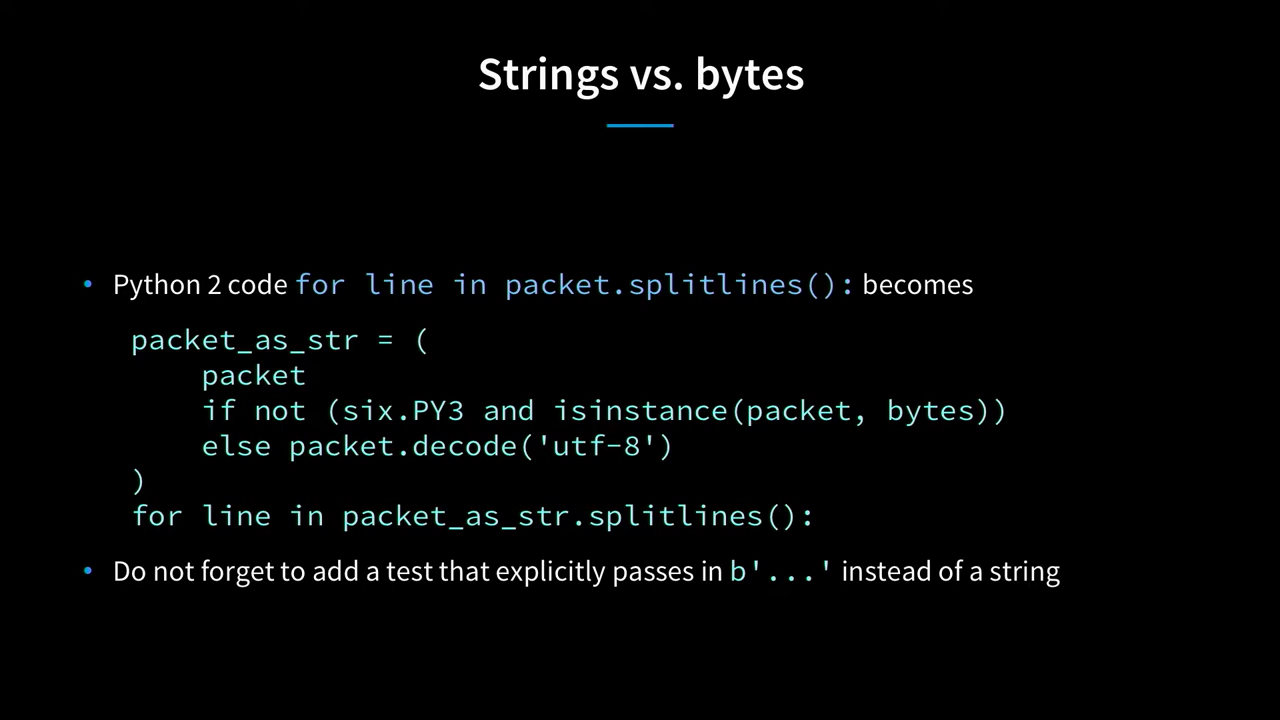 Strings vs. bytes
• Python 2 code for line in packet.splitlines(): becomes
packet_as_str = (
    packet
    if not (six.PY3 and isinstance(packet, bytes))
    else packet.decode('utf-8')
)
for line in packet_as_str.splitlines():
• Do not forget to add a test that explicitly passes in b'...' instead of a string